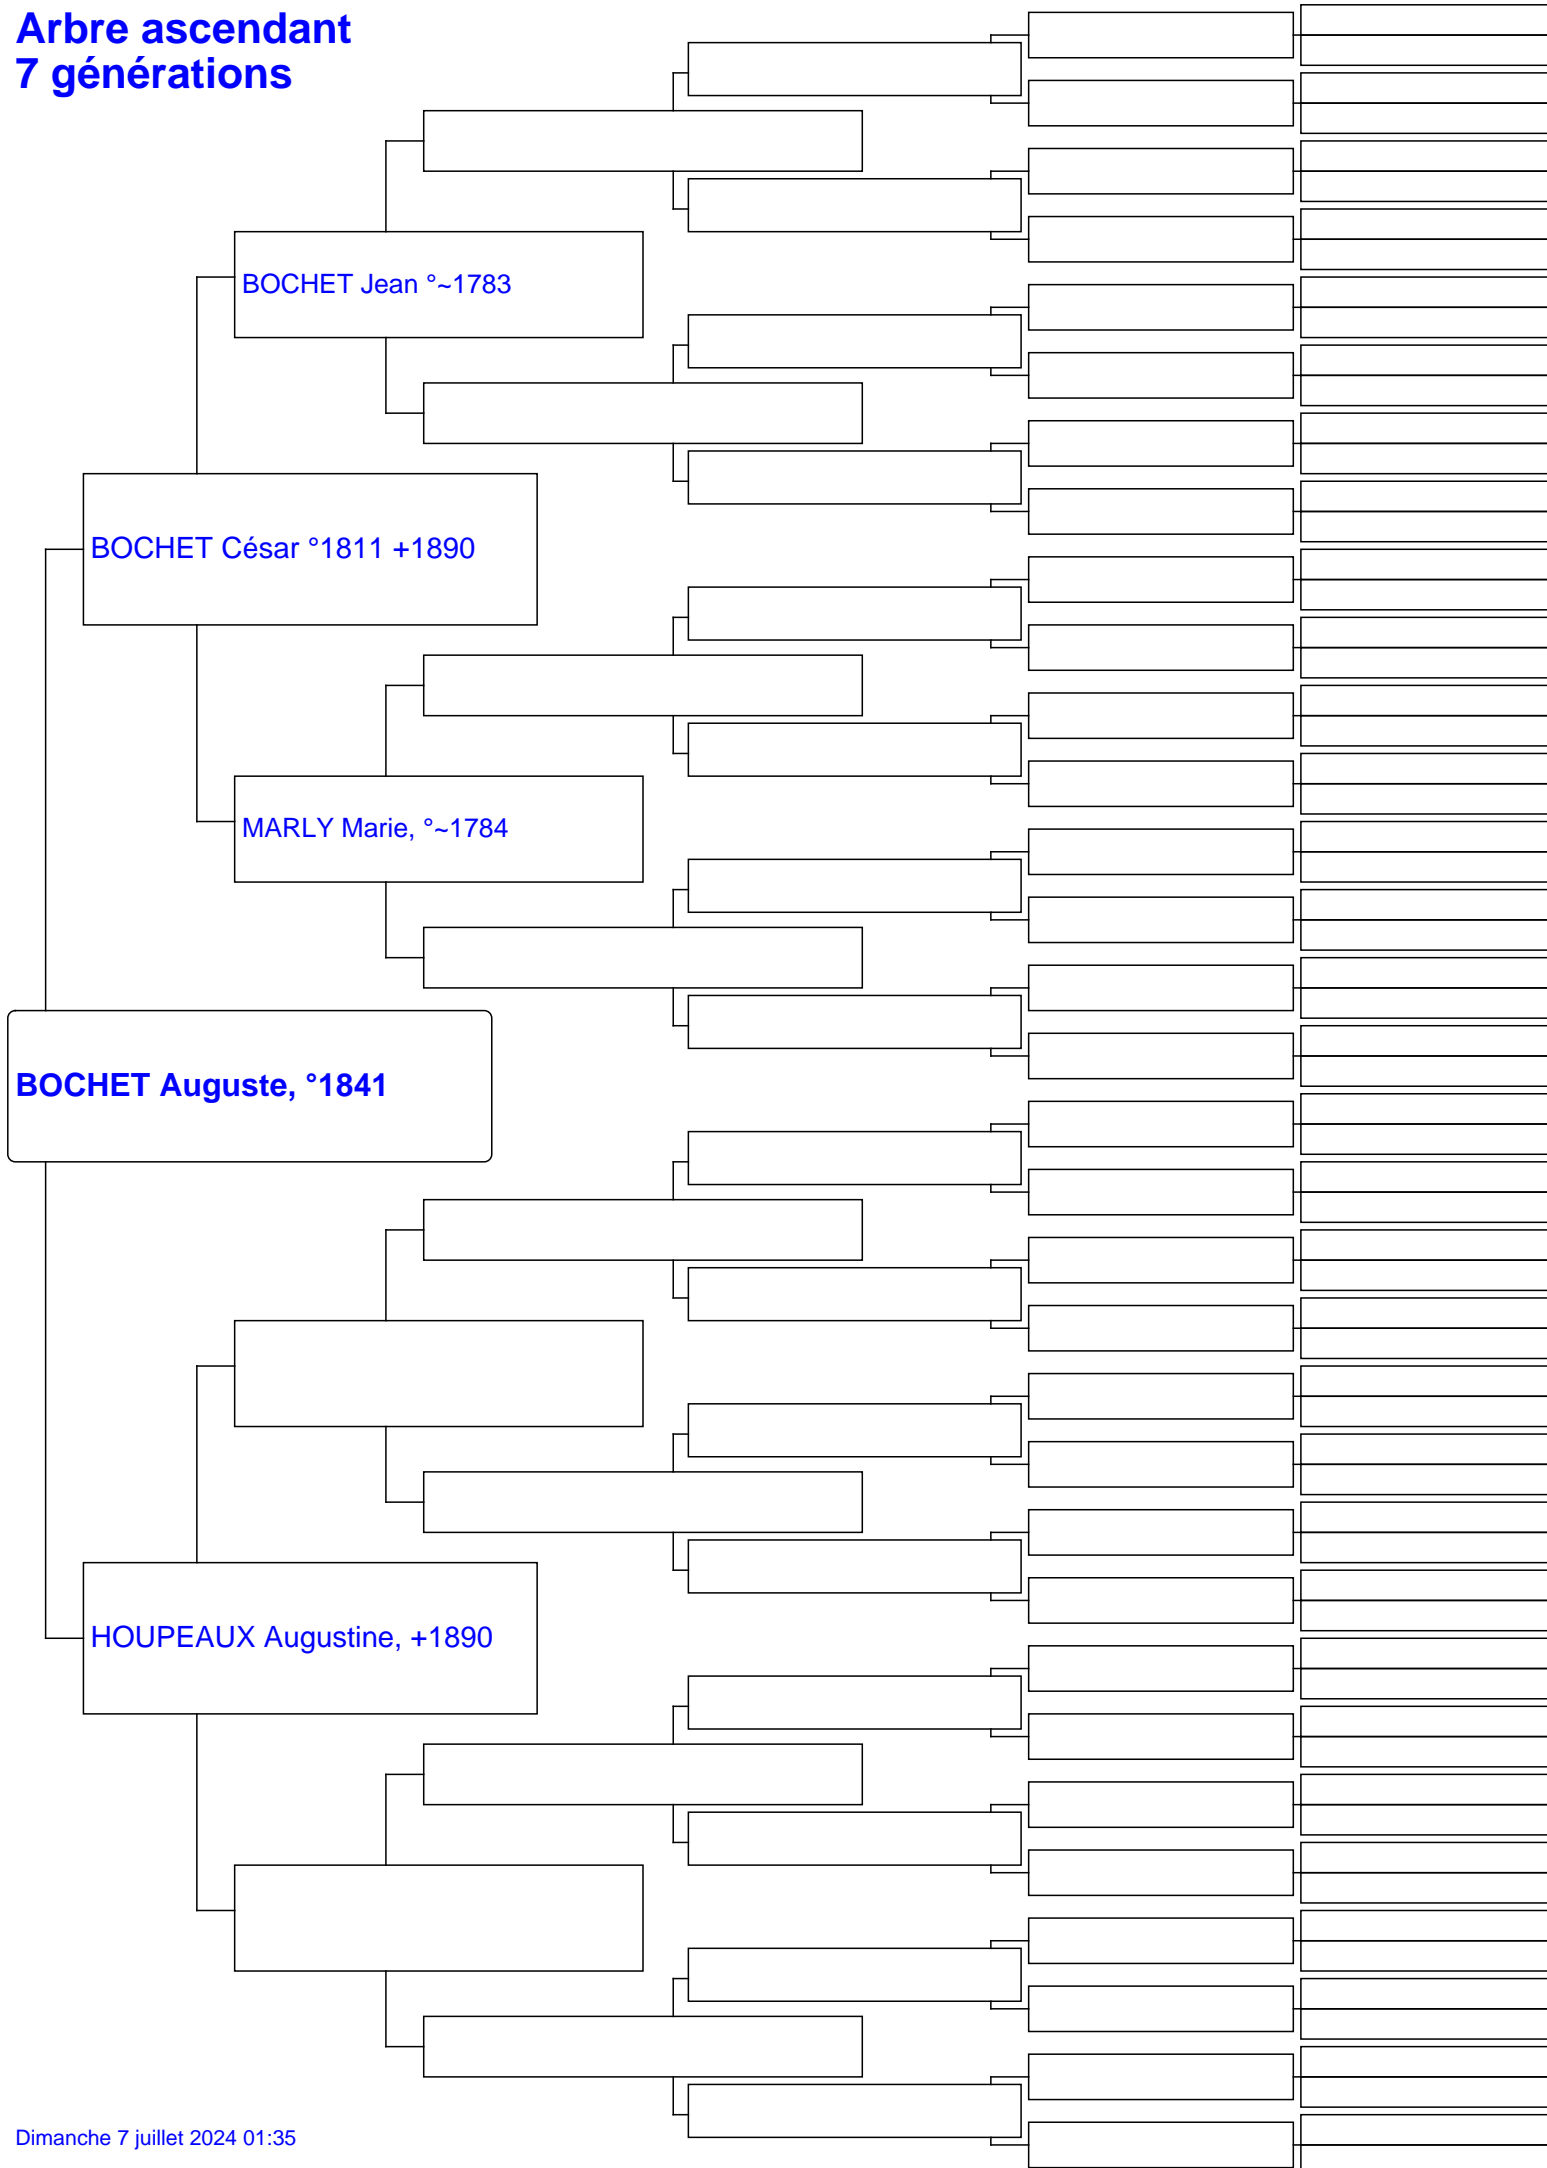 Arbre ascendant
7 générations
BOCHET Jean °~1783
BOCHET César °1811 +1890
MARLY Marie, °~1784
BOCHET Auguste, °1841
HOUPEAUX Augustine, +1890
Dimanche 7 juillet 2024 01:35